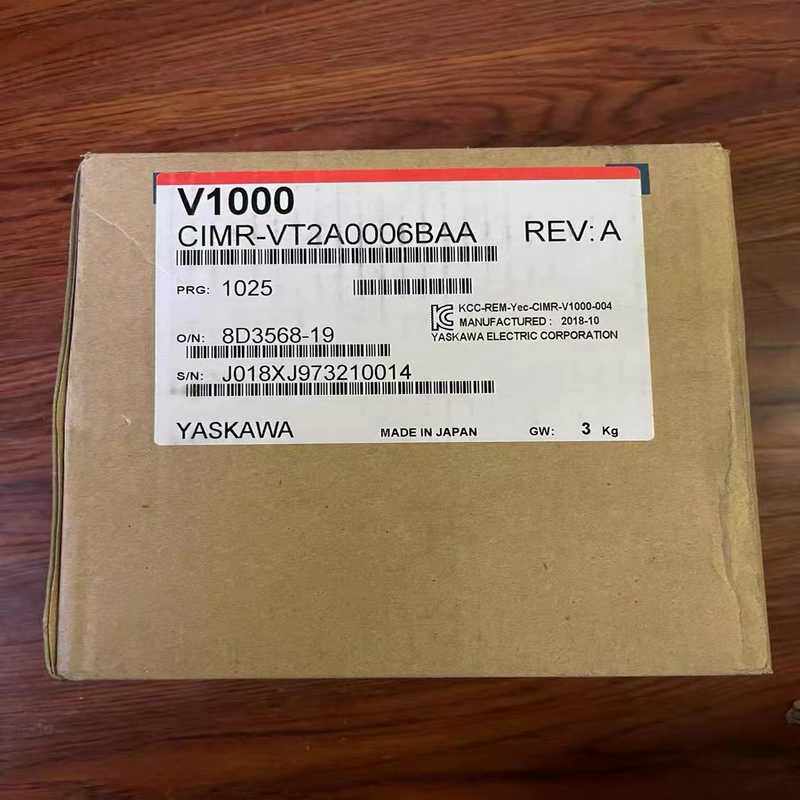 V1000
CIMR-VT2A0006BAA REV: A
PRG: 1025
KCC-REM-Yec-CIMR-V1000-004
MANUFACTURED : 2018-10
O/N: 8D3568-19
YASKAWA ELECTRIC CORPORATION
S/N: J018XJ973210014
YASKAWA MADE IN JAPAN GW: 3 Kg